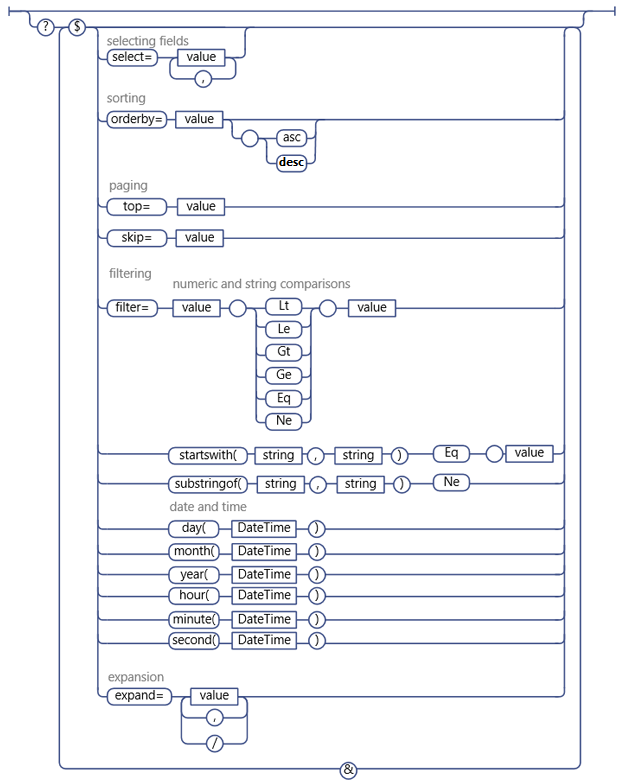 ? $
selecting fields
select= value
,
sorting
orderby= value
asc
desc
paging
top= value
skip= value
filtering
numeric and string comparisons
filter= value Lt value
Le
Gt
Ge
Eq
Ne
startswith( string , string ) Eq value
substringof( string , string ) Ne
date and time
day( DateTime )
month( DateTime )
year( DateTime )
hour( DateTime )
minute( DateTime )
second( DateTime )
expansion
expand= value
,
/
&